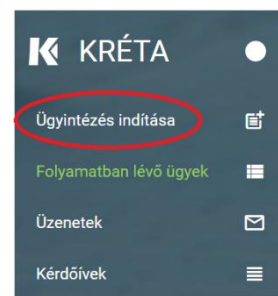 KRÉTA
Ügyintézés indítása
Folyamatban lévő ügyek
Üzenetek
Kérdőívek